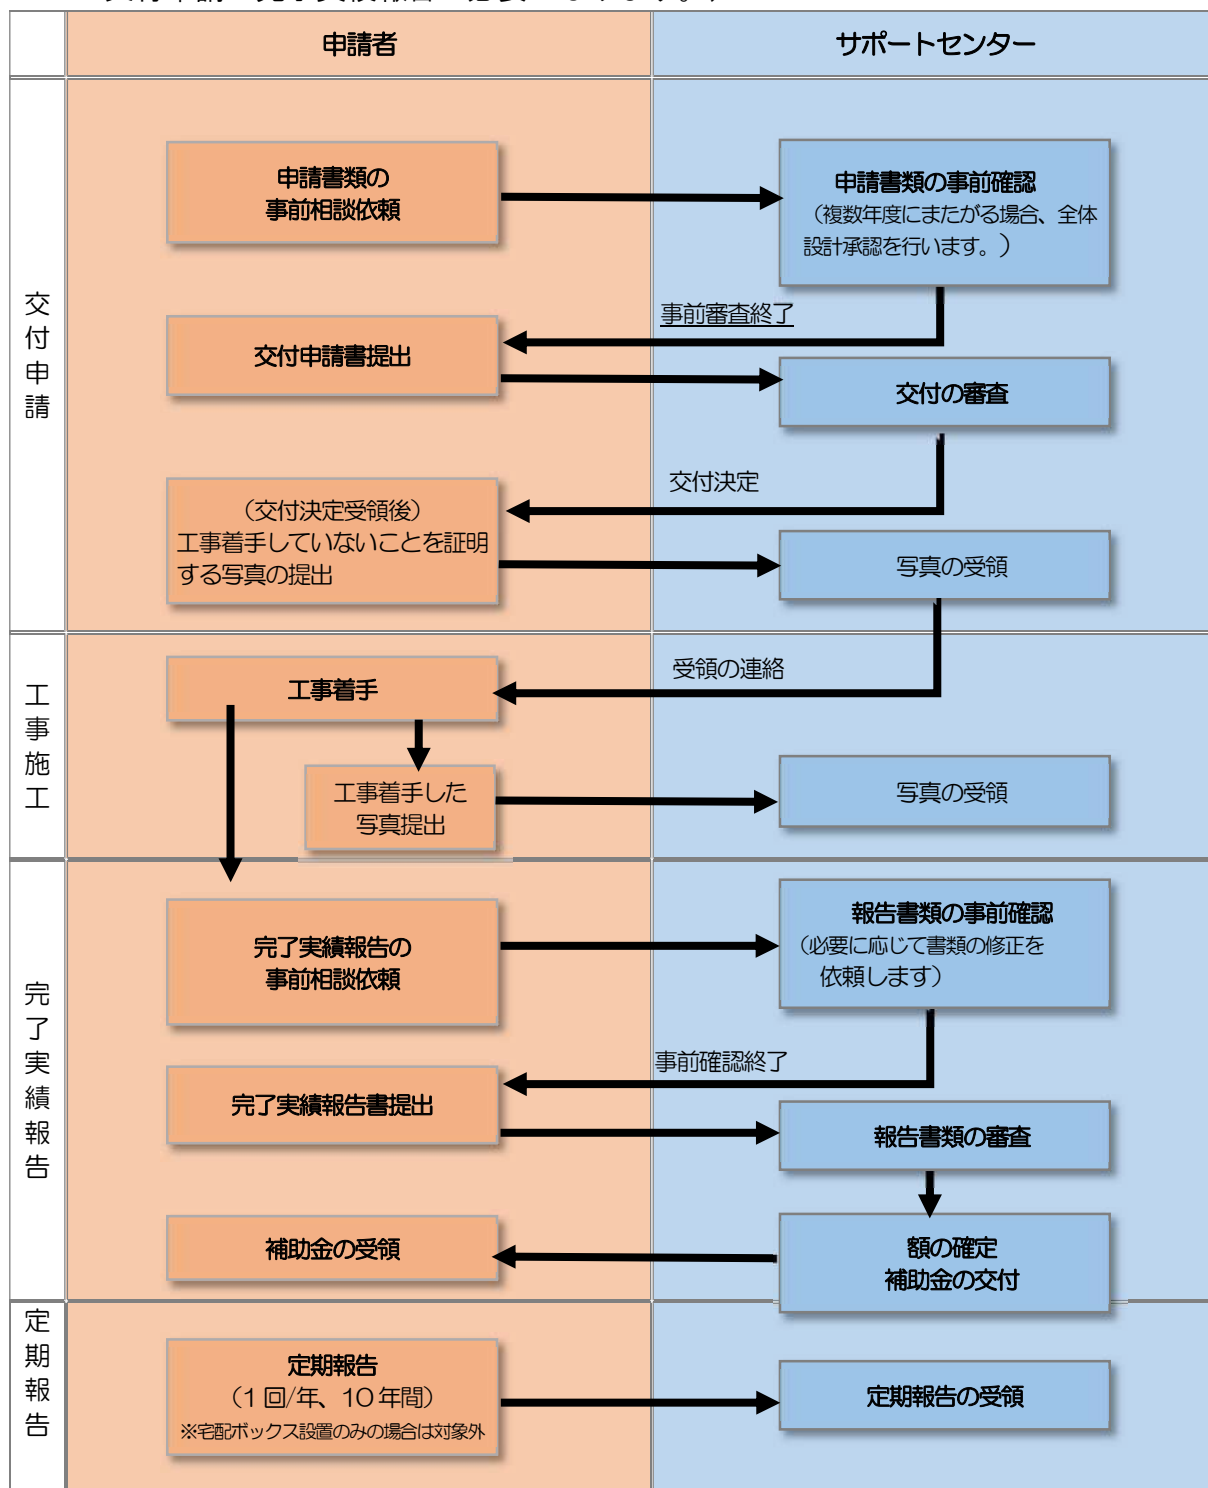 申請者
サポートセンター
交付申請
申請書類の
事前相談依頼
申請書類の事前確認
（複数年度にまたがる場合、全体
設計承認を行います。）
事前審査終了
交付申請書提出
交付の審査
交付決定
（交付決定受領後）
工事着手していないことを証明
する写真の提出
写真の受領
工事施工
受領の連絡
工事着手
工事着手した
写真提出
写真の受領
完了実績報告
完了実績報告の
事前相談依頼
報告書類の事前確認
（必要に応じて書類の修正を
依頼します）
事前確認終了
完了実績報告書提出
報告書類の審査
補助金の受領
額の確定
補助金の交付
定期報告
定期報告
（1回/年、10年間）
※宅配ボックス設置のみの場合は対象外
定期報告の受領